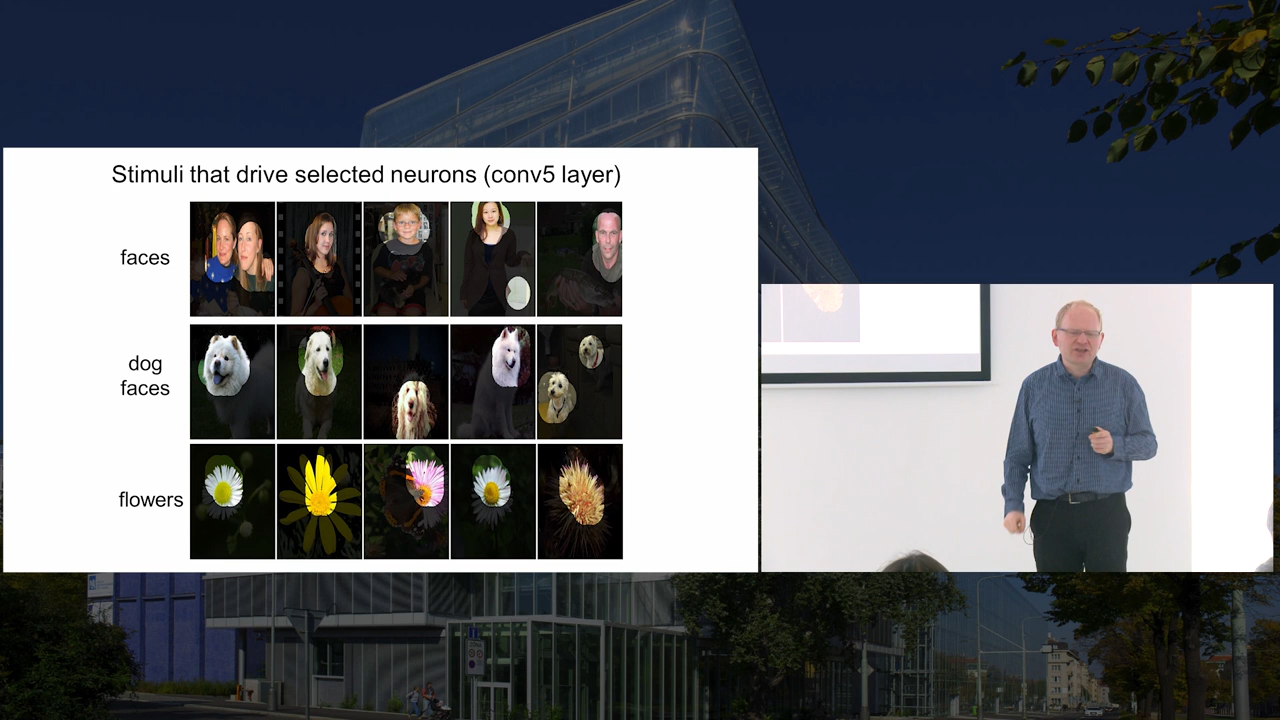 Stimuli that drive selected neurons (conv5 layer)
faces
dog
faces
flowers